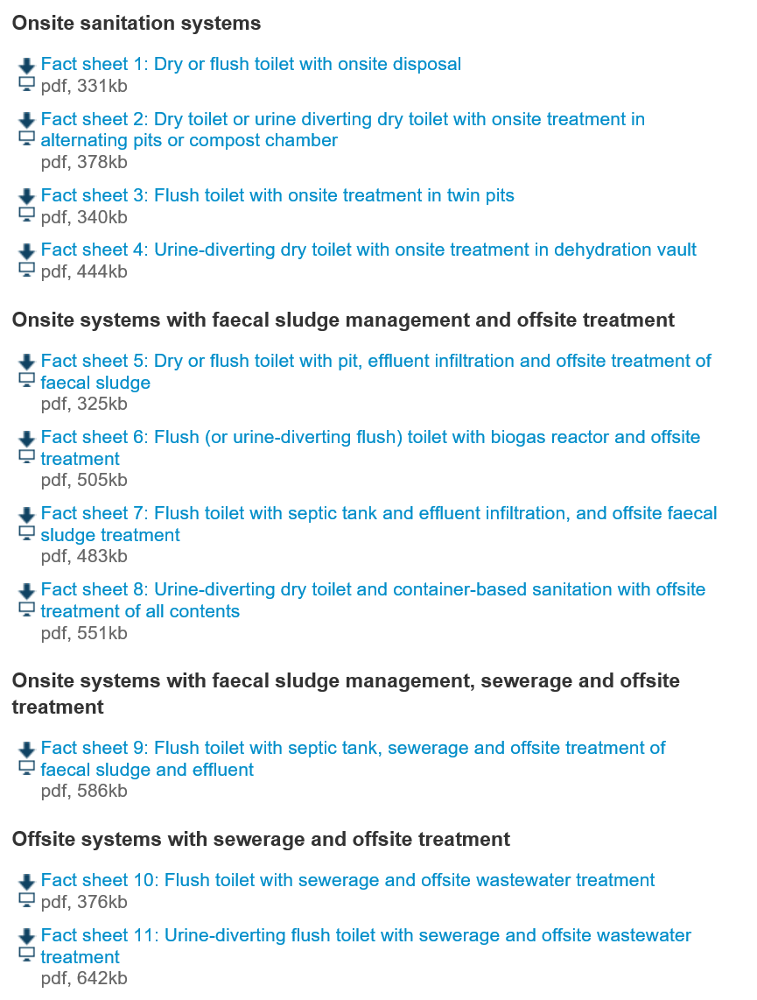 Onsite sanitation systems
Fact sheet 1: Dry or flush toilet with onsite disposal
pdf, 331kb
Fact sheet 2: Dry toilet or urine diverting dry toilet with onsite treatment in
alternating pits or compost chamber
pdf, 378kb
Fact sheet 3: Flush toilet with onsite treatment in twin pits
pdf, 340kb
Fact sheet 4: Urine-diverting dry toilet with onsite treatment in dehydration vault
pdf, 444kb
Onsite systems with faecal sludge management and offsite treatment
Fact sheet 5: Dry or flush toilet with pit, effluent infiltration and offsite treatment of
faecal sludge
pdf, 325kb
Fact sheet 6: Flush (or urine-diverting flush) toilet with biogas reactor and offsite
treatment
pdf, 505kb
Fact sheet 7: Flush toilet with septic tank and effluent infiltration, and offsite faecal
sludge treatment
pdf, 483kb
Fact sheet 8: Urine-diverting dry toilet and container-based sanitation with offsite
treatment of all contents
pdf, 551kb
Onsite systems with faecal sludge management, sewerage and offsite
treatment
Fact sheet 9: Flush toilet with septic tank, sewerage and offsite treatment of
faecal sludge and effluent
pdf, 586kb
Offsite systems with sewerage and offsite treatment
Fact sheet 10: Flush toilet with sewerage and offsite wastewater treatment
pdf, 376kb
Fact sheet 11: Urine-diverting flush toilet with sewerage and offsite wastewater
treatment
pdf, 642kb